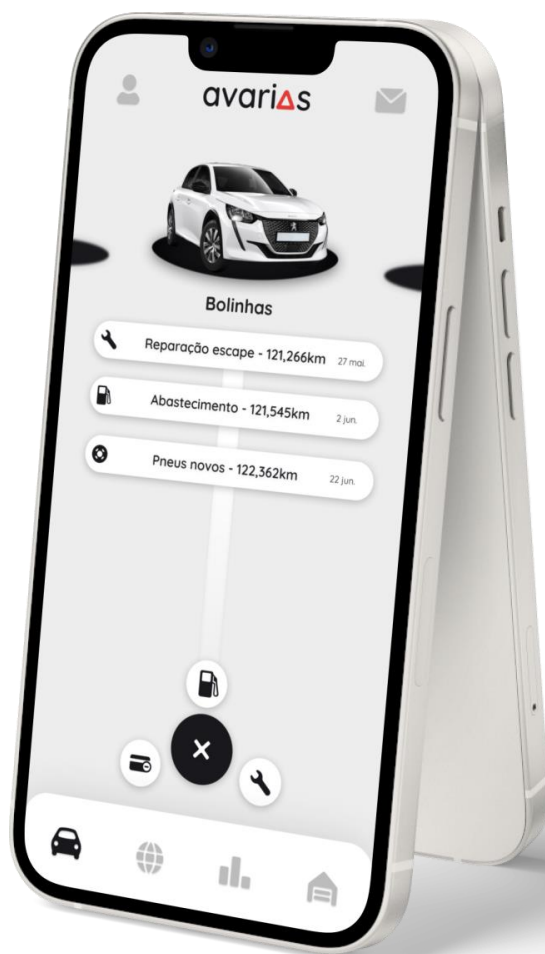 avarias
Bolinhas
Reparação escape - 121,266km 27 mai.
Abastecimento - 121,545km 2 jun.
Pneus novos - 122,362km 22 jun.